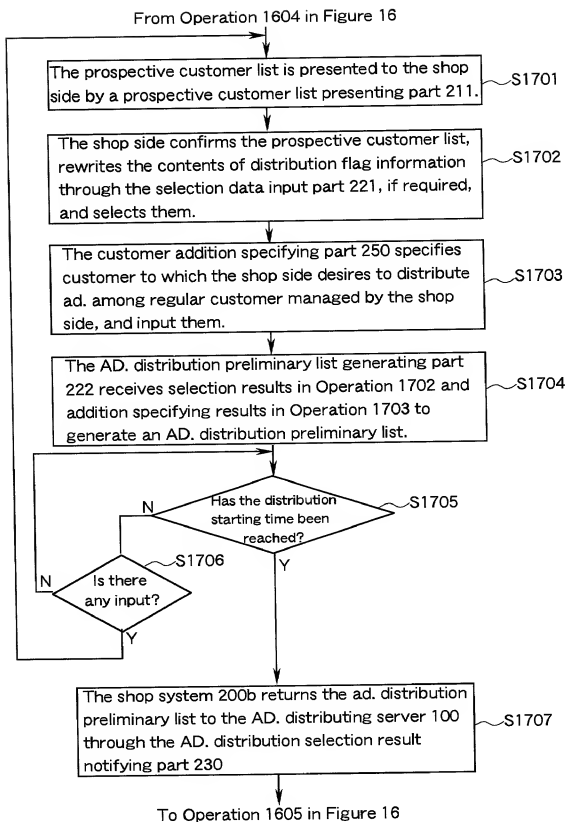 From Operation 1604 in Figure 16
The prospective customer list is presented to the shop
side by a prospective customer list presenting part 211.
S1701
The shop side confirms the prospective customer list,
rewrites the contents of distribution flag information
through the selection data input part 221, if required,
and selects them.
S1702
The customer addition specifying part 250 specifies
customer to which the shop side desires to distribute
ad. among regular customer managed by the shop
side, and input them.
S1703
The AD. distribution preliminary list generating part
222 receives selection results in Operation 1702 and
addition specifying results in Operation 1703 to
generate an AD. distribution preliminary list.
S1704
N
Has the distribution
starting time been
reached?
S1705
Y
S1706
N
Is there
any input?
Y
The shop system 200b returns the ad. distribution
preliminary list to the AD. distributing server 100
through the AD. distribution selection result
notifying part 230
S1707
To Operation 1605 in Figure 16